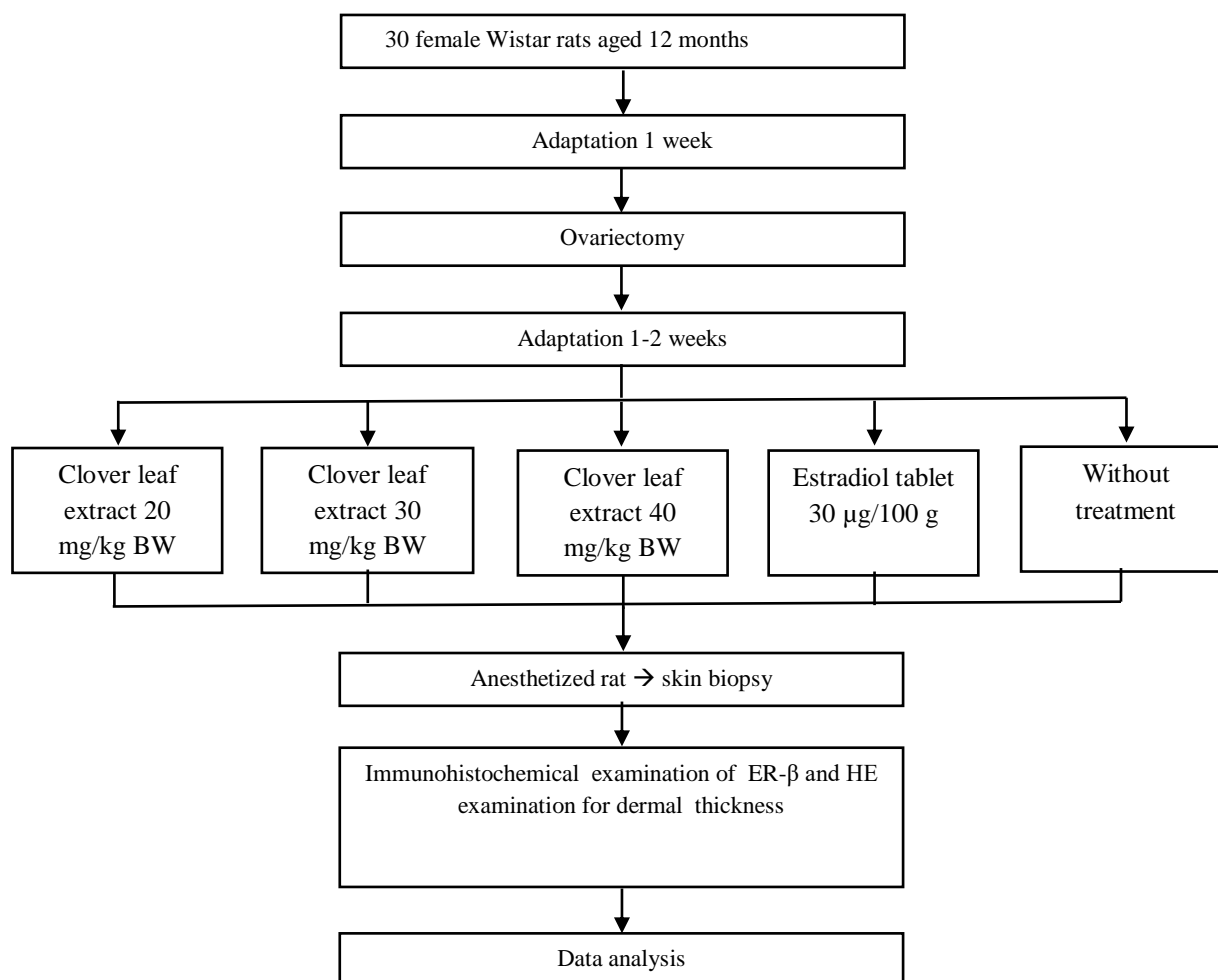 30 female Wistar rats aged 12 months
Adaptation 1 week
Ovariectomy
Adaptation 1-2 weeks
Clover leaf
extract 20
mg/kg BW
Clover leaf
extract 30
mg/kg BW
Clover leaf
extract 40
mg/kg BW
Estradiol tablet
30 µg/100 g
Without
treatment
Anesthetized rat → skin biopsy
Immunohistochemical examination of ER-β and HE
examination for dermal thickness
Data analysis